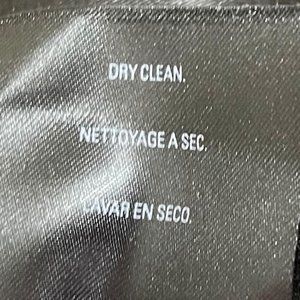 DRY CLEAN.
NETTOYAGE A SEC.
LAVAR EN SECO.